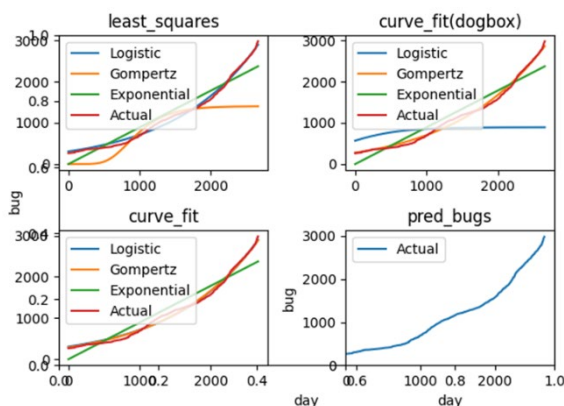 least_squares
curve_fit(dogbox)
1.0
3000
2000
0.8
1000
0.6
0
Logistic
Gompertz
Exponential
Actual
0
1000
2000
3000
2000
1000
0
Logistic
Gompertz
Exponential
Actual
0
1000
2000
bug
curve_fit
pred_bugs
0.4
3000
2000
0.2
1000
0.0
0
Logistic
Gompertz
Exponential
Actual
0.0
0
1000
0.2
2000
0.4
bug
3000
2000
1000
0
Actual
0
0.6
1000
0.8
2000
1.0
day
day